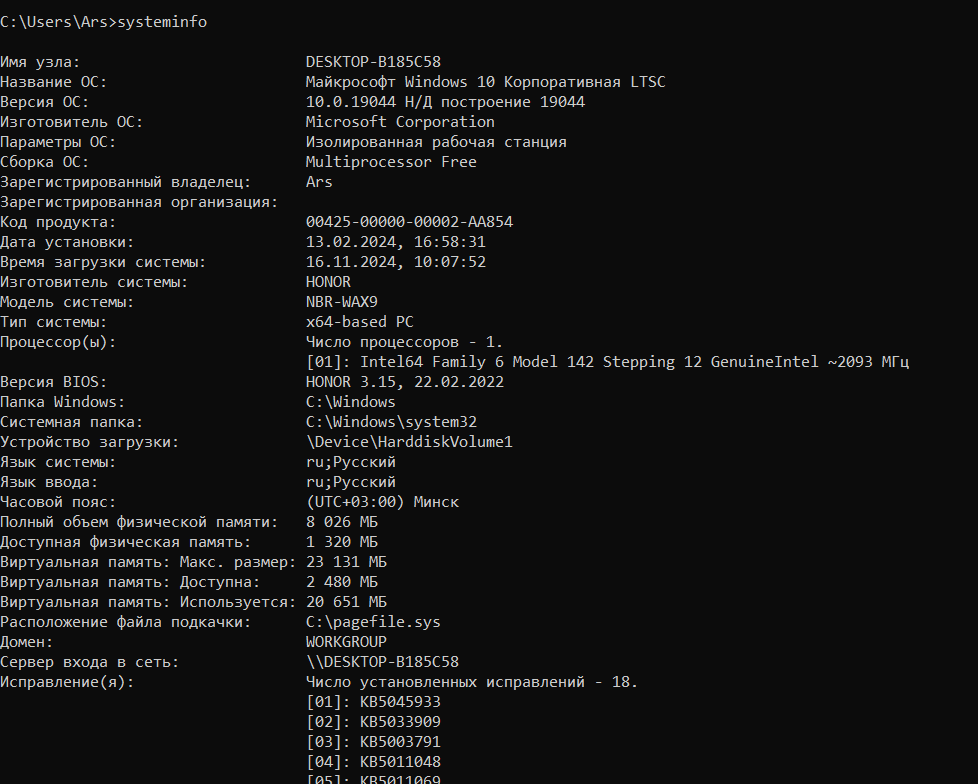 C:\Users\Ars>systeminfo
Имя узла: DESKTOP-B185C58
Название ОС: Майкрософт Windows 10 Корпоративная LTSC
Версия ОС: 10.0.19044 Н/Д построение 19044
Изготовитель ОС: Microsoft Corporation
Параметры ОС: Изолированная рабочая станция
Сборка ОС: Multiprocessor Free
Зарегистрированный владелец: Ars
Зарегистрированная организация:
Код продукта: 00425-00000-00002-AA854
Дата установки: 13.02.2024, 16:58:31
Время загрузки системы: 16.11.2024, 10:07:52
Изготовитель системы: HONOR
Модель системы: NBR-WAX9
Тип системы: x64-based PC
Процессор(ы): Число процессоров - 1.
[01]: Intel64 Family 6 Model 142 Stepping 12 GenuineIntel ~2093 МГц
Версия BIOS: HONOR 3.15, 22.02.2022
Папка Windows: C:\Windows
Системная папка: C:\Windows\system32
Устройство загрузки: \Device\HarddiskVolume1
Язык системы: ru;Русский
Язык ввода: ru;Русский
Часовой пояс: (UTC+03:00) Минск
Полный объем физической памяти: 8 026 МБ
Доступная физическая память: 1 320 МБ
Виртуальная память: Макс. размер: 23 131 МБ
Виртуальная память: Доступна: 2 480 МБ
Виртуальная память: Используется: 20 651 МБ
Расположение файла подкачки: C:\pagefile.sys
Домен: WORKGROUP
Сервер входа в сеть: \\DESKTOP-B185C58
Исправление(я): Число установленных исправлений - 18.
[01]: KB5045933
[02]: KB5033909
[03]: KB5003791
[04]: KB5011048
[05]: KB5011069